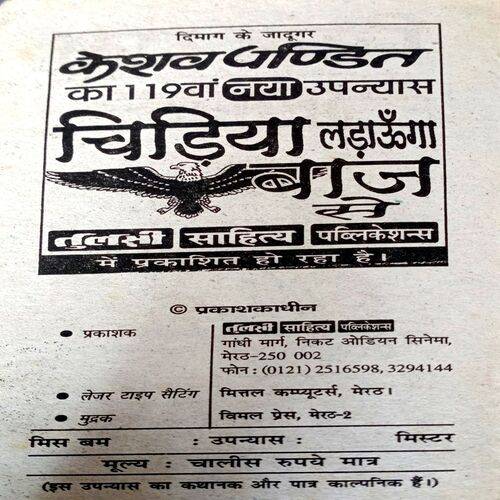 दिमाग के जादूगर
केशव पण्डित
का 119वां नया उपन्यास
चिड़िया लड़ाऊँगा
बाज
से
तुलसी साहित्य पब्लिकेशन्स
में प्रकाशित हो रहा है।
© प्रकाशकाधीन
● प्रकाशक
तुलसी साहित्य पब्लिकेशन्स
गांधी मार्ग, निकट ओडियन सिनेमा,
मेरठ-250 002
फोन : (0121) 2516598, 3294144
● लेजर टाइप सैटिंग
मित्तल कम्प्यूटर्स, मेरठ।
● मुद्रक
विमल प्रेस, मेरठ-2
मिस बम : उपन्यास : मिस्टर
मूल्य : चालीस रुपये मात्र
(इस उपन्यास का कथानक और पात्र काल्पनिक हैं।)